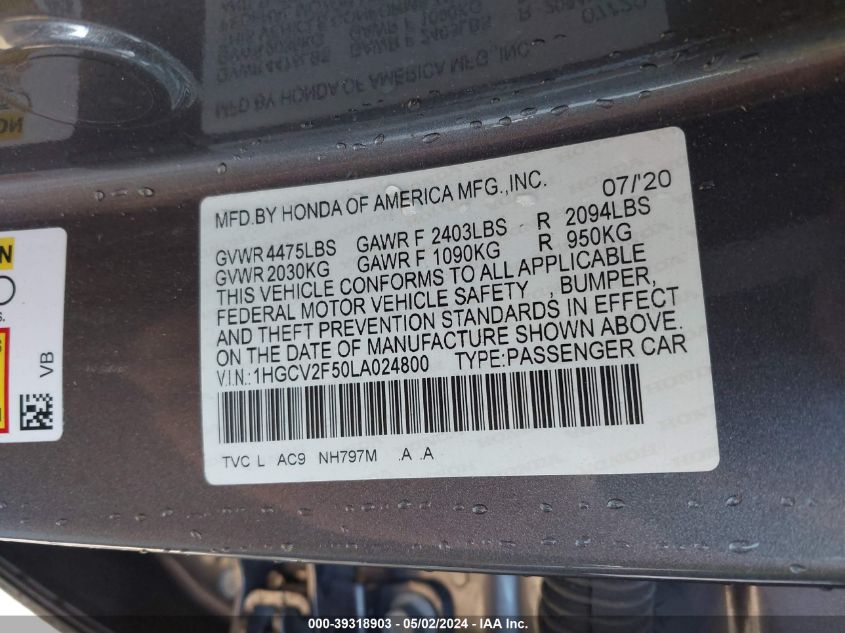 MFD.BY HONDA OF AMERICA MFG.,INC. 07/'20
GVWR 4475LBS GAWR F 2403LBS R 2094LBS
GVWR 2030KG GAWR F 1090KG R 950KG
THIS VEHICLE CONFORMS TO ALL APPLICABLE
FEDERAL MOTOR VEHICLE SAFETY , BUMPER,
AND THEFT PREVENTION STANDARDS IN EFFECT
ON THE DATE OF MANUFACTURE SHOWN ABOVE.
V.I.N.:1HGCV2F50LA024800 TYPE:PASSENGER CAR
TVC L AC9 NH797M .A .A
VB
000-39318903 - 05/02/2024 - IAA Inc.